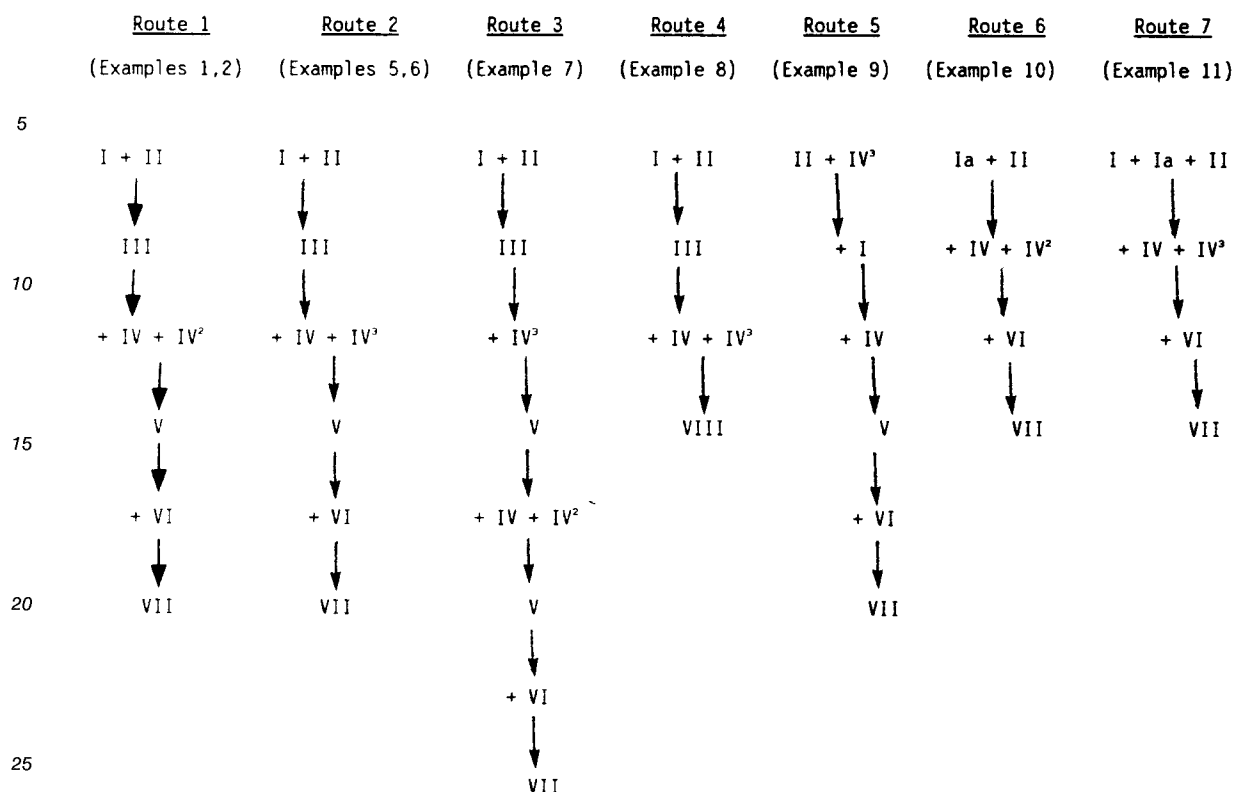 Route 1 Route 2 Route 3 Route 4 Route 5 Route 6 Route 7
(Examples 1,2) (Examples 5,6) (Example 7) (Example 8) (Example 9) (Example 10) (Example 11)
5
I + II I + II I + II I + II II + IV³ Ia + II I + Ia + II
III III III III + I + IV + IV² + IV + IV³
10
+ IV + IV² + IV + IV³ + IV³ + IV + IV³ + IV + VI + VI
V V V VIII V VII VII
15
+ VI + VI + IV + IV² + VI
20 VII VII V VII
+ VI
25
VII